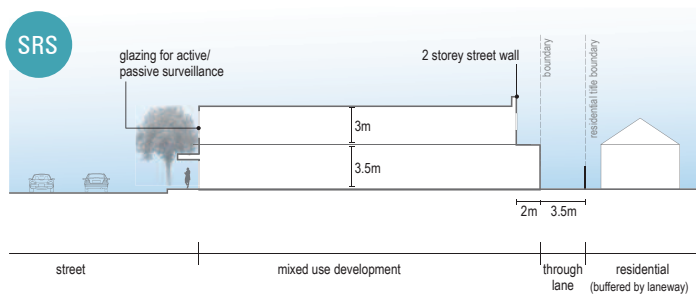 SRS
glazing for active/
passive surveillance
2 storey street wall
boundary
residential title boundary
3m
3.5m
2m
3.5m
street
mixed use development
through
lane
residential
(buffered by laneway)